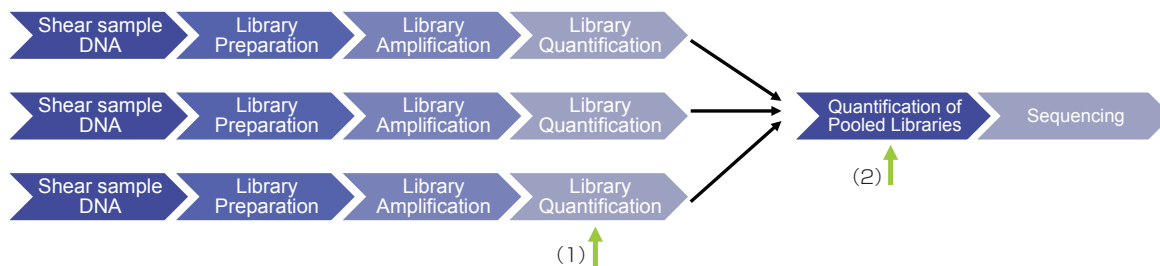 Shear sample
DNA
Library
Preparation
Library
Amplification
Library
Quantification
Shear sample
DNA
Library
Preparation
Library
Amplification
Library
Quantification
Quantification of
Pooled Libraries
Sequencing
Shear sample
DNA
Library
Preparation
Library
Amplification
Library
Quantification
(2)
(1)